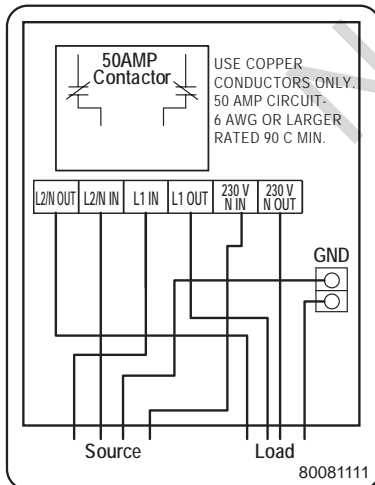 50AMP
Contactor
USE COPPER
CONDUCTORS ONLY.
50 AMP CIRCUIT-
6 AWG OR LARGER
RATED 90 C MIN.
L2/N OUT
L2/N IN
L1 IN
L1 OUT
230 V
N IN
230 V
N OUT
GND
Source
Load
80081111